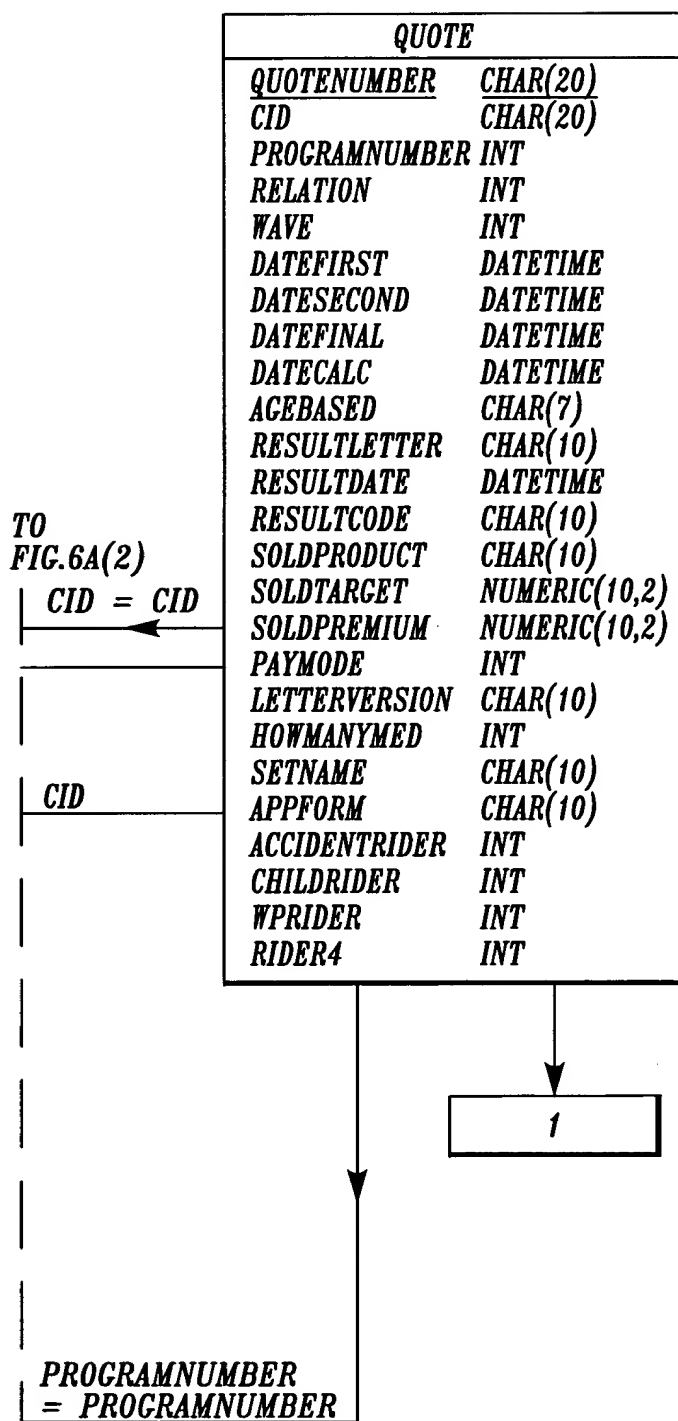 QUOTE
QUOTENUMBER CHAR(20)
CID CHAR(20)
PROGRAMNUMBER INT
RELATION INT
WAVE INT
DATEFIRST DATETIME
DATESECOND DATETIME
DATEFINAL DATETIME
DATECALC DATETIME
AGEBASED CHAR(7)
RESULTLETTER CHAR(10)
RESULTDATE DATETIME
RESULTCODE CHAR(10)
SOLDPRODUCT CHAR(10)
SOLDTARGET NUMERIC(10,2)
SOLDPREMIUM NUMERIC(10,2)
PAYMODE INT
LETTERVERSION CHAR(10)
HOWMANYMED INT
SETNAME CHAR(10)
APPFORM CHAR(10)
ACCIDENTRIDER INT
CHILDRIDER INT
WPRIDER INT
RIDER4 INT
TO
FIG.6A(2)
CID = CID
CID
1
PROGRAMNUMBER
= PROGRAMNUMBER